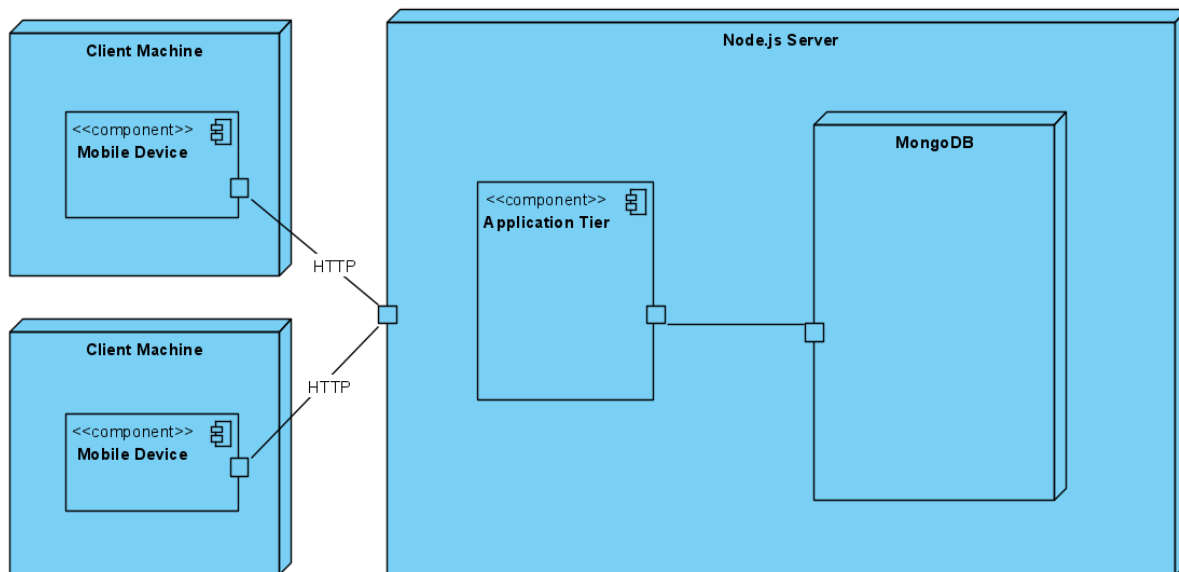 Client Machine
<<component>>
Mobile Device
HTTP
Client Machine
<<component>>
Mobile Device
HTTP
Node.js Server
<<component>>
Application Tier
MongoDB